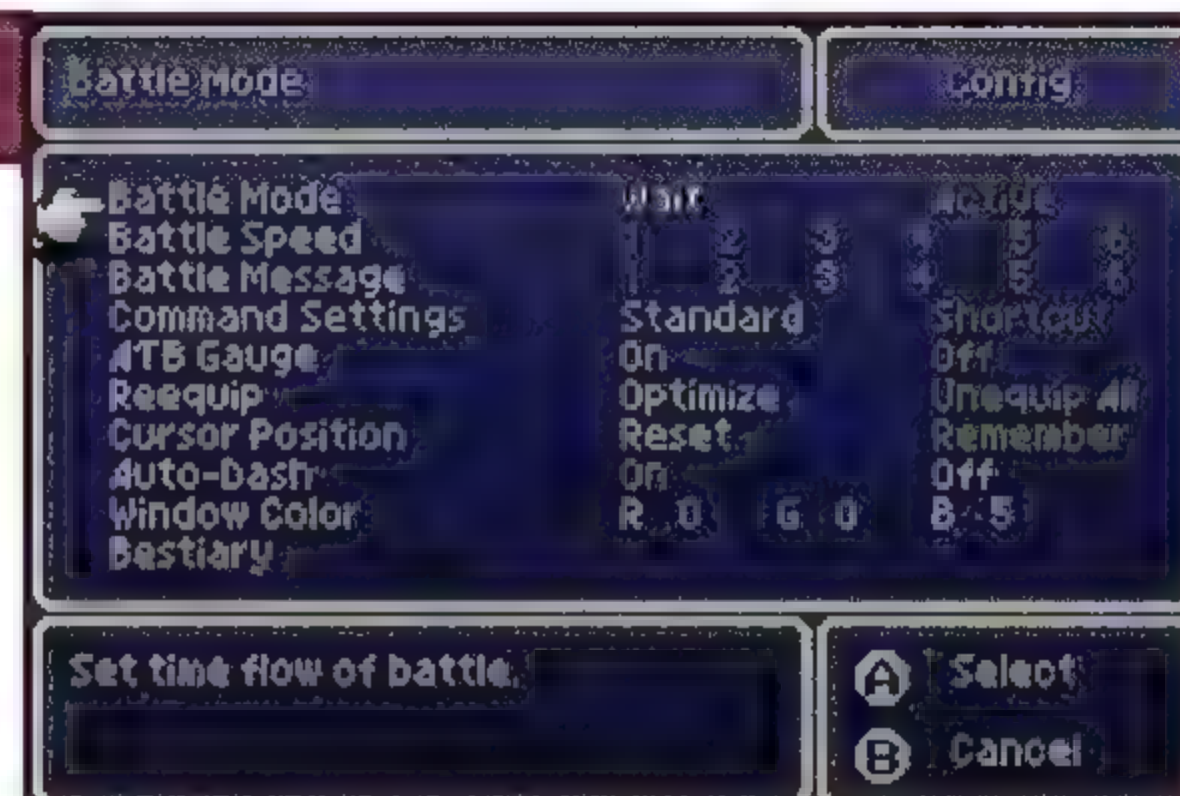 Battle Mode
Config
Battle Mode Wait Active
Battle Speed 1 2 3 4 5 6
Battle Message 1 2 3 4 5 6
Command Settings Standard Shortcut
ATB Gauge On Off
Reequip Optimize Unequip All
Cursor Position Reset Remember
Auto-Dash On Off
Window Color R 0 G 0 B 5
Bestiary
Set time flow of battle.
A Select
B Cancel